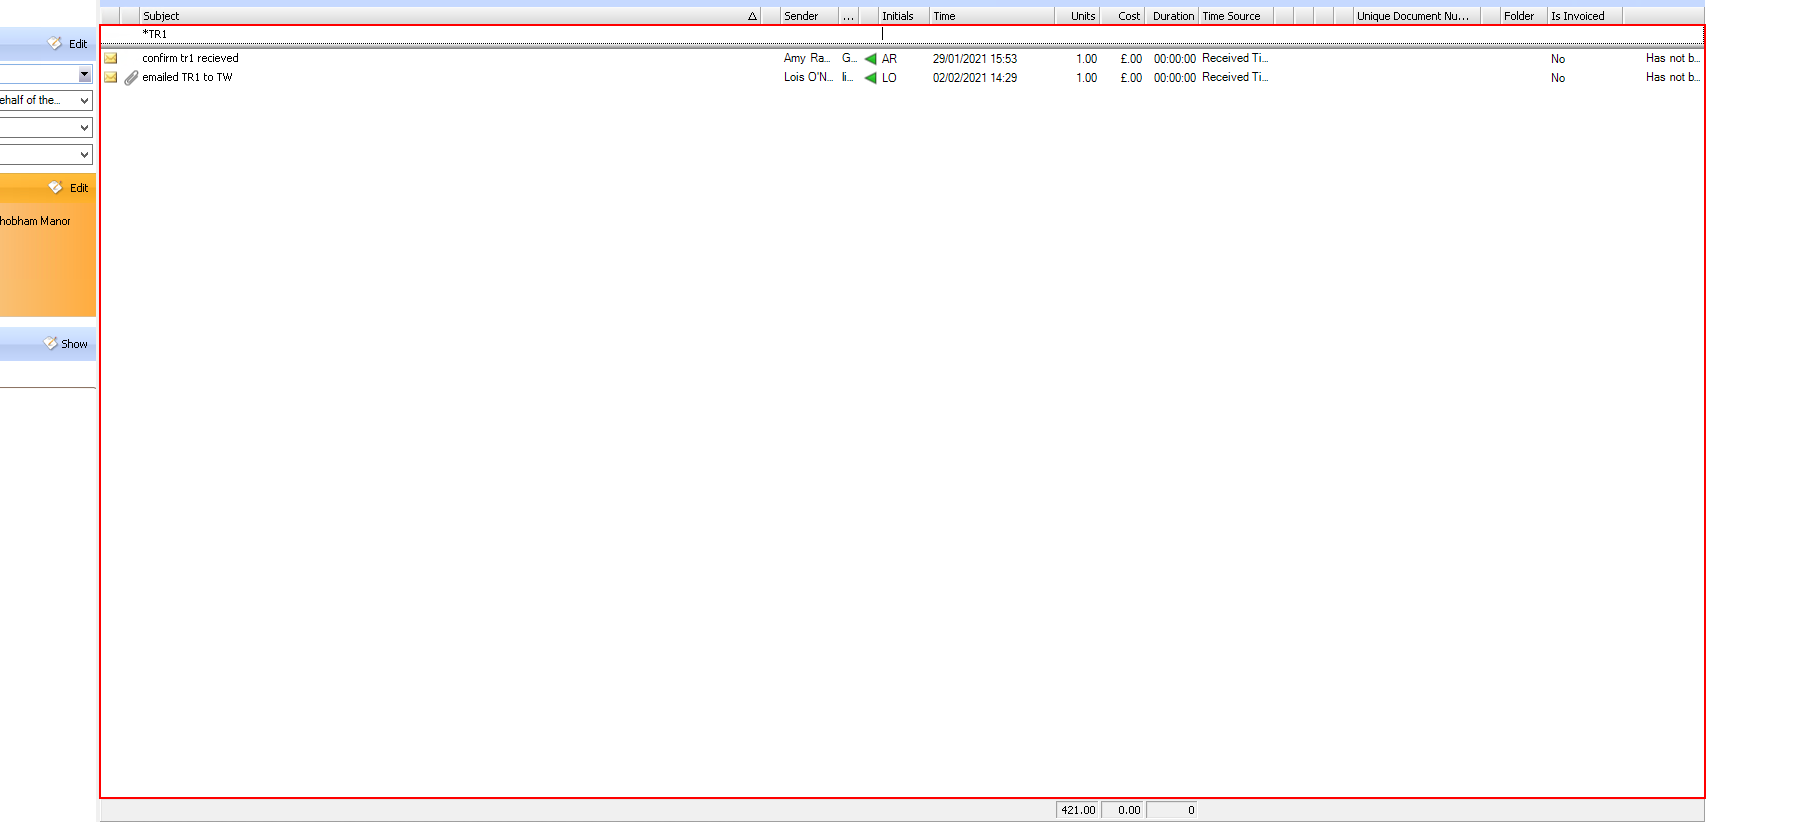 Subject Sender ... Initials Time Units Cost Duration Time Source Unique Document Nu... Folder Is Invoiced
*TR1
Edit
confirm tr1 recieved Amy Ra... G... AR 29/01/2021 15:53 1.00 £.00 00:00:00 Received Ti... No Has not b...
emailed TR1 to TW Lois O'N... li... LO 02/02/2021 14:29 1.00 £.00 00:00:00 Received Ti... No Has not b...
ehalf of the...
Edit
hobham Manor
Show
421.00 0.00 0